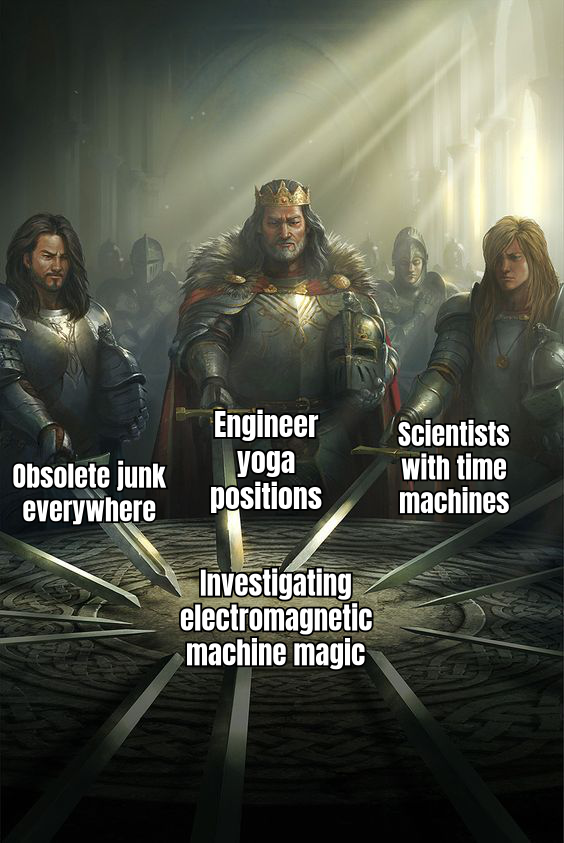 Engineer
yoga
positions
Scientists
with time
machines
Obsolete junk
everywhere
Investigating
electromagnetic
machine magic